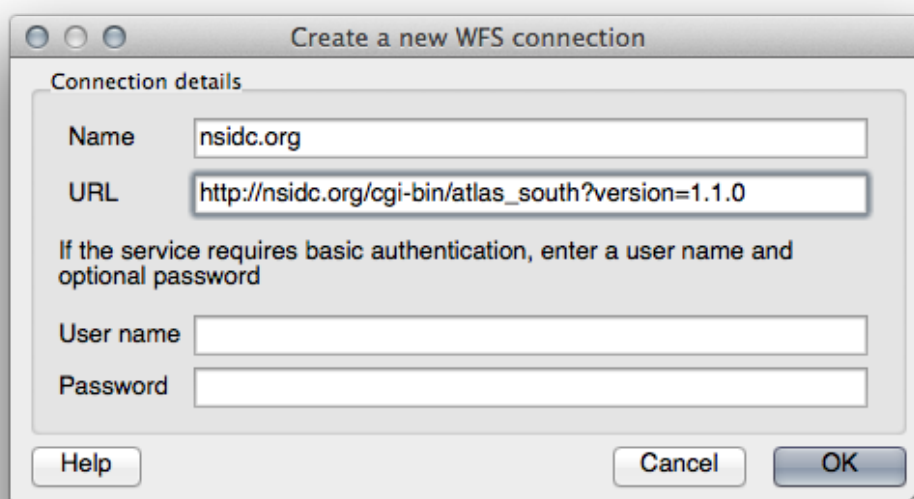 Create a new WFS connection
Connection details
Name nsidc.org
URL http://nsidc.org/cgi-bin/atlas_south?version=1.1.0
If the service requires basic authentication, enter a user name and
optional password
User name
Password
Help Cancel OK